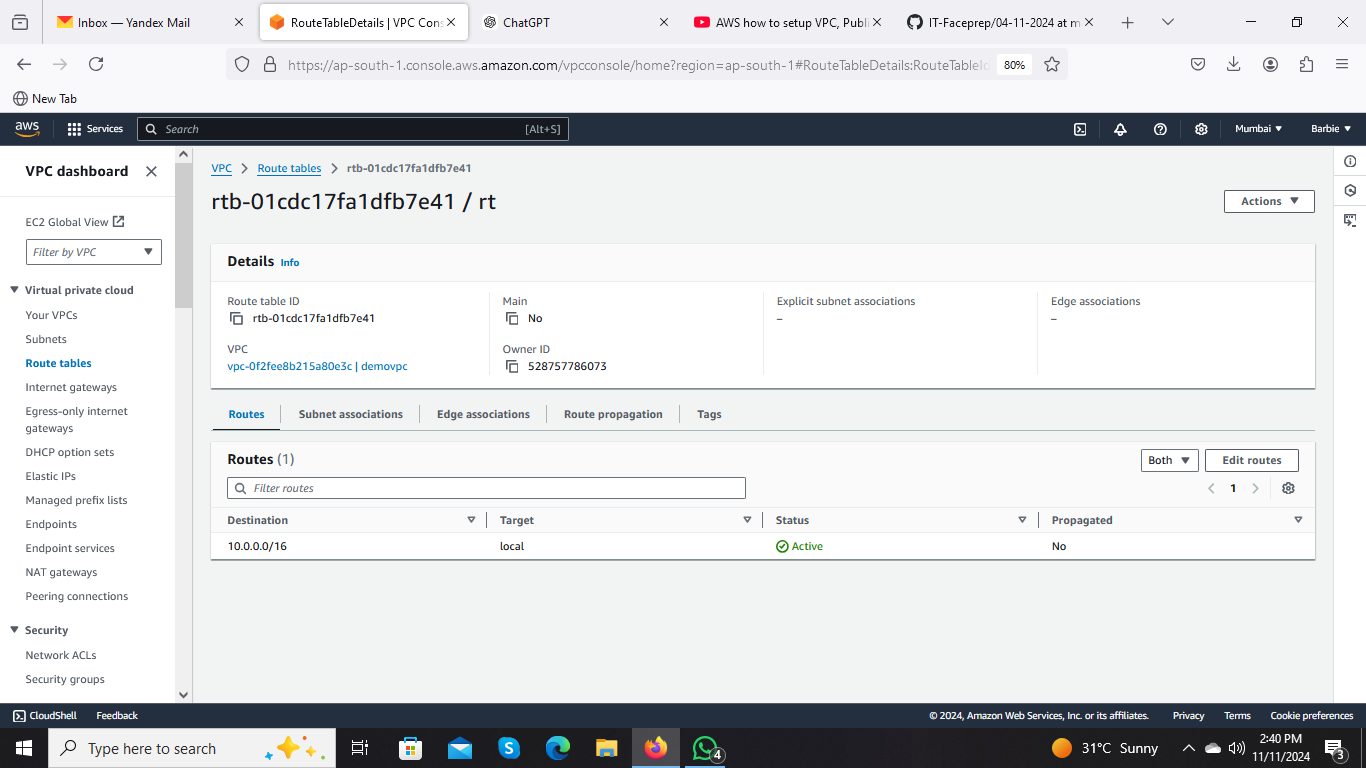 Inbox — Yandex Mail
RouteTableDetails | VPC Cons
ChatGPT
AWS how to setup VPC, Publi
IT-Faceprep/04-11-2024 at m
https://ap-south-1.console.aws.amazon.com/vpcconsole/home?region=ap-south-1#RouteTableDetails:RouteTableId
80%
New Tab
aws
Services
Search
[Alt+S]
Mumbai
Barbie
VPC dashboard
EC2 Global View
Filter by VPC
Virtual private cloud
Your VPCs
Subnets
Route tables
Internet gateways
Egress-only internet
gateways
DHCP option sets
Elastic IPs
Managed prefix lists
Endpoints
Endpoint services
NAT gateways
Peering connections
Security
Network ACLs
Security groups
VPC > Route tables > rtb-01cdc17fa1dfb7e41
rtb-01cdc17fa1dfb7e41 / rt
Actions
Details Info
Route table ID
rtb-01cdc17fa1dfb7e41
Main
No
Explicit subnet associations
–
Edge associations
–
VPC
vpc-0f2fee8b215a80e3c | demovpc
Owner ID
528757786073
Routes
Subnet associations
Edge associations
Route propagation
Tags
Routes (1)
Both
Edit routes
Filter routes
1
Destination Target Status Propagated
10.0.0.0/16 local Active No
CloudShell Feedback
© 2024, Amazon Web Services, Inc. or its affiliates. Privacy Terms Cookie preferences
Type here to search
4
31°C Sunny
2:40 PM
11/11/2024
3